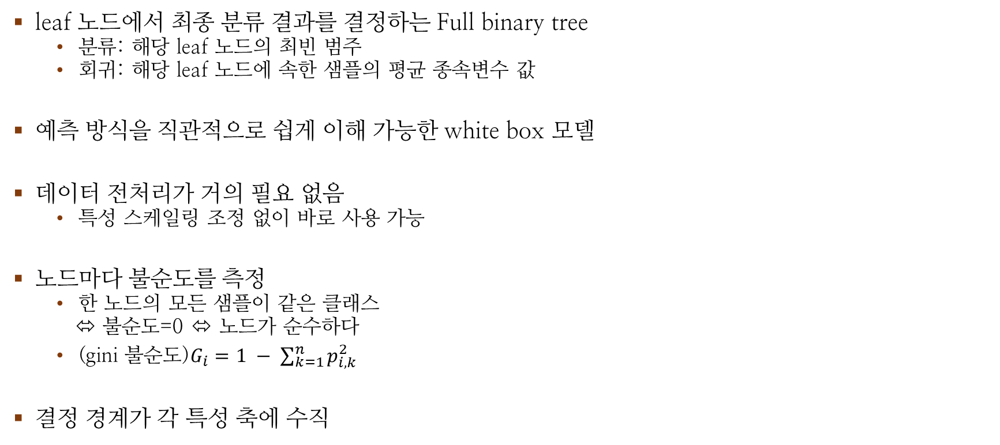 ▪ leaf 노드에서 최종 분류 결과를 결정하는 Full binary tree
• 분류: 해당 leaf 노드의 최빈 범주
• 회귀: 해당 leaf 노드에 속한 샘플의 평균 종속변수 값
▪ 예측 방식을 직관적으로 쉽게 이해 가능한 white box 모델
▪ 데이터 전처리가 거의 필요 없음
• 특성 스케일링 조정 없이 바로 사용 가능
▪ 노드마다 불순도를 측정
• 한 노드의 모든 샘플이 같은 클래스
⇔ 불순도=0 ⇔ 노드가 순수하다
• (gini 불순도)G_i = 1 − ∑_{k=1}^{n} p_{i,k}^2
▪ 결정 경계가 각 특성 축에 수직